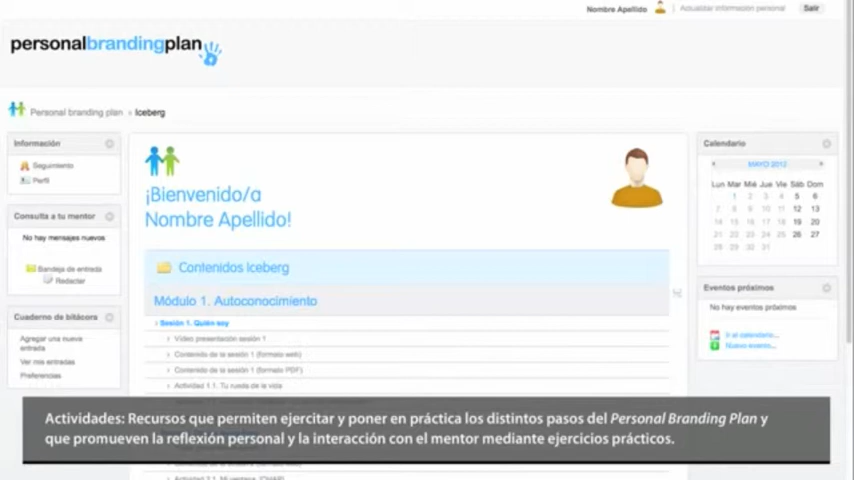 Nombre Apellido
Actualizar información personal
Salir
personalbrandingplan
Personal branding plan » Iceberg
Información
Seguimiento
Perfil
Consulta a tu mentor
No hay mensajes nuevos
Bandeja de entrada
Redactar
Cuaderno de bitácora
Agregar una nueva
entrada
Ver mis entradas
Preferencias
¡Bienvenido/a
Nombre Apellido!
Contenidos Iceberg
Módulo 1. Autoconocimiento
› Sesión 1. Quién soy
› Vídeo presentación sesión 1
› Contenido de la sesión 1 (formato web)
› Contenido de la sesión 1 (formato PDF)
› Actividad 1.1. Tu rueda de la vida
Calendario
MAYO 2012
Lun Mar Mié Jue Vie Sáb Dom
1 2 3 4 5 6
7 8 9 10 11 12 13
14 15 16 17 18 19 20
21 22 23 24 25 26 27
28 29 30 31
Eventos próximos
No hay eventos próximos
Ir al calendario...
Nuevo evento...
Actividades: Recursos que permiten ejercitar y poner en práctica los distintos pasos del Personal Branding Plan y
que promueven la reflexión personal y la interacción con el mentor mediante ejercicios prácticos.